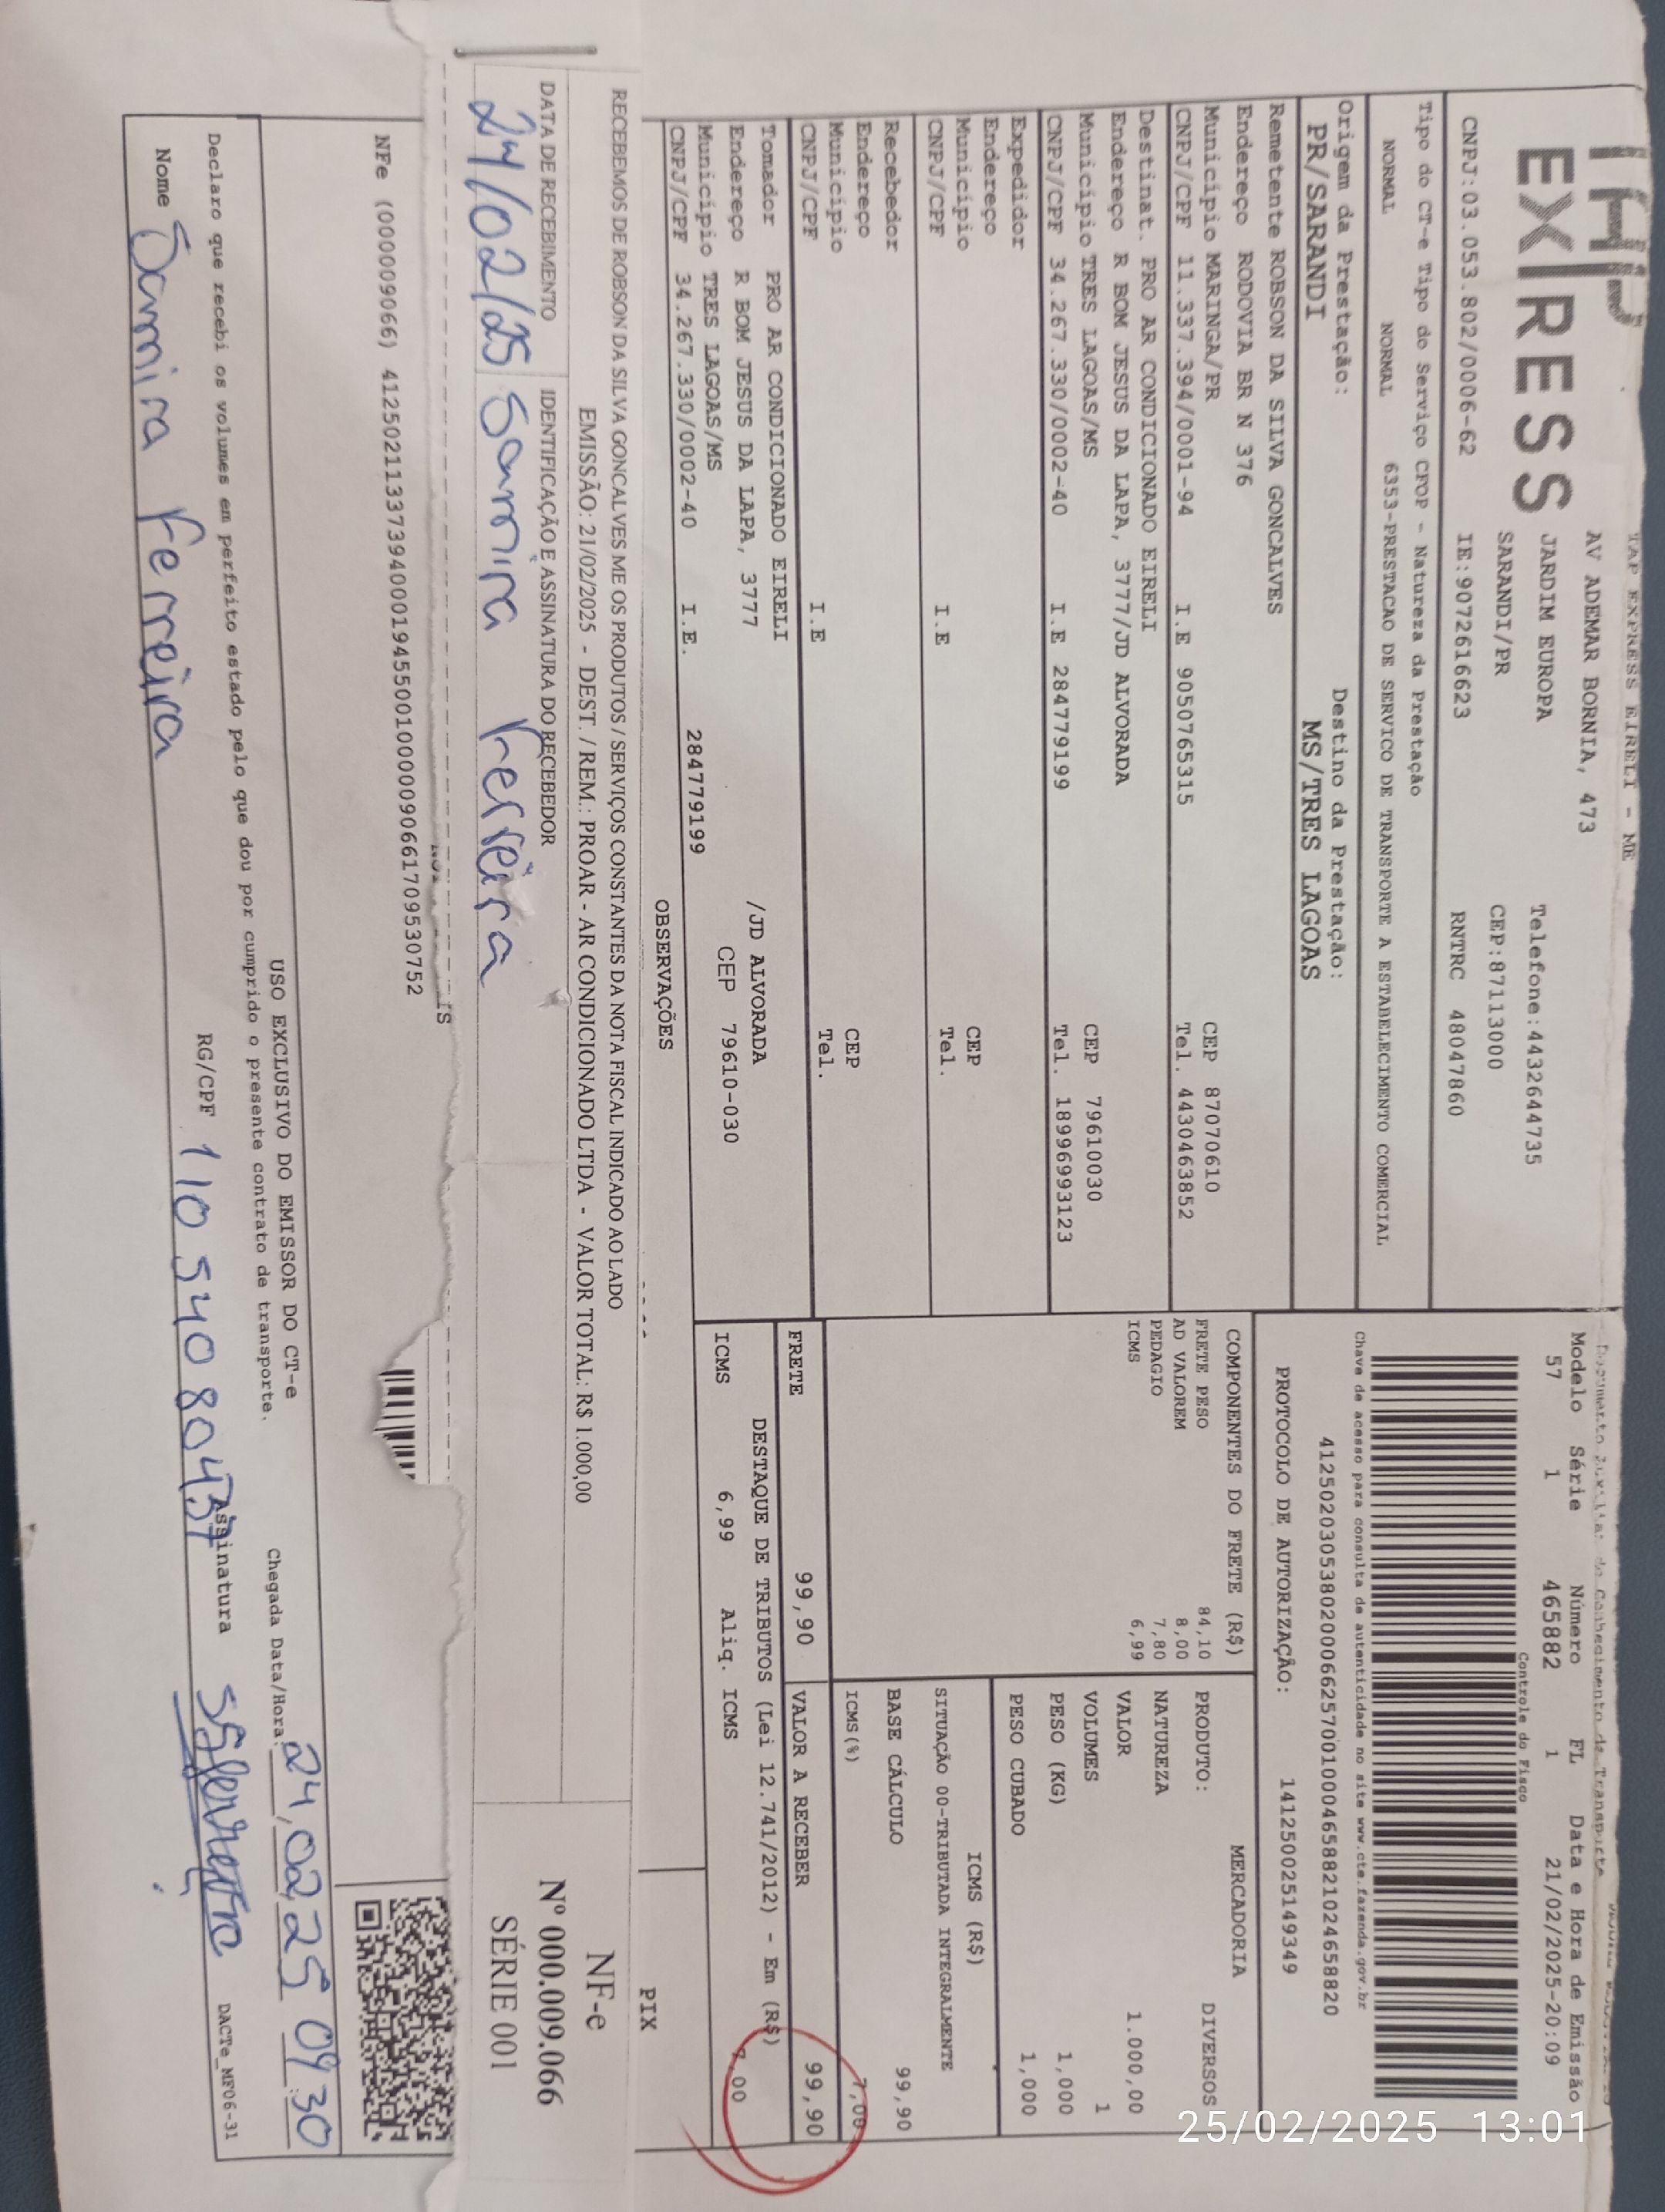 EXPRESS
TAP EXPRESS EIRELI - ME
AV ADEMAR BORNIA, 473
JARDIM EUROPA Telefone:4432644735
SARANDI/PR CEP:87113000
CNPJ:03.053.802/0006-62 IE:9072616623 RNTRC 48047860
Modelo Série Número FL Data e Hora de Emissão
57 1 465882 1 21/02/2025-20:09
Controle do Fisco
Chave de acesso para consulta de autenticidade no site www.cte.fazenda.gov.br
41250203053802000662570010004658821024658820
PROTOCOLO DE AUTORIZAÇÃO: 141250025149349
Tipo do CT-e Tipo do Serviço CFOP - Natureza da Prestação
NORMAL NORMAL 6353-PRESTACAO DE SERVICO DE TRANSPORTE A ESTABELECIMENTO COMERCIAL
Origem da Prestação: Destino da Prestação:
PR/SARANDI MS/TRES LAGOAS
Remetente ROBSON DA SILVA GONCALVES
Endereço RODOVIA BR N 376
Município MARINGA/PR CEP 87070610
CNPJ/CPF 11.337.394/0001-94 I.E 9050765315 Tel. 4430463852
Destinat. PRO AR CONDICIONADO EIRELI
Endereço R BOM JESUS DA LAPA, 3777/JD ALVORADA
Município TRES LAGOAS/MS CEP 79610030
CNPJ/CPF 34.267.330/0002-40 I.E 284779199 Tel. 18996993123
Expedidor
Endereço
Município CEP
CNPJ/CPF I.E Tel.
Recebedor
Endereço
Município CEP
CNPJ/CPF I.E Tel.
Tomador PRO AR CONDICIONADO EIRELI
Endereço R BOM JESUS DA LAPA, 3777 /JD ALVORADA
Município TRES LAGOAS/MS CEP 79610-030
CNPJ/CPF 34.267.330/0002-40 I.E. 284779199
COMPONENTES DO FRETE (R$)
FRETE PESO 84,10
AD VALOREM 8,00
PEDAGIO 7,80
ICMS 6,99
MERCADORIA
PRODUTO: DIVERSOS
NATUREZA
VALOR 1.000,00
VOLUMES 1
PESO (KG) 1,000
PESO CUBADO 1,000
ICMS (R$)
SITUAÇÃO 00-TRIBUTADA INTEGRALMENTE
BASE CÁLCULO 99,90
ICMS(%) 7,00
FRETE 99,90 VALOR A RECEBER 99,90
DESTAQUE DE TRIBUTOS (Lei 12.741/2012) - Em (R$)
ICMS 6,99 Aliq. ICMS 7,00
OBSERVAÇÕES
PIX
RECEBEMOS DE ROBSON DA SILVA GONCALVES ME OS PRODUTOS / SERVIÇOS CONSTANTES DA NOTA FISCAL INDICADO AO LADO
EMISSÃO: 21/02/2025 - DEST. / REM.: PROAR - AR CONDICIONADO LTDA - VALOR TOTAL: R$ 1.000,00
DATA DE RECEBIMENTO IDENTIFICAÇÃO E ASSINATURA DO RECEBEDOR
24/02/25 Samira Ferreira
NF-e
Nº 000.009.066
SÉRIE 001
NFe (000009066) 41250211337394000194550010000090661709530752
USO EXCLUSIVO DO EMISSOR DO CT-e
Declaro que recebi os volumes em perfeito estado pelo que dou por cumprido o presente contrato de transporte.
Chegada Data/Hora: 24,02,25 09:30
Nome Samira Ferreira RG/CPF 110 540 804 37 Assinatura
DACTe_MF06-31
25/02/2025 13:01